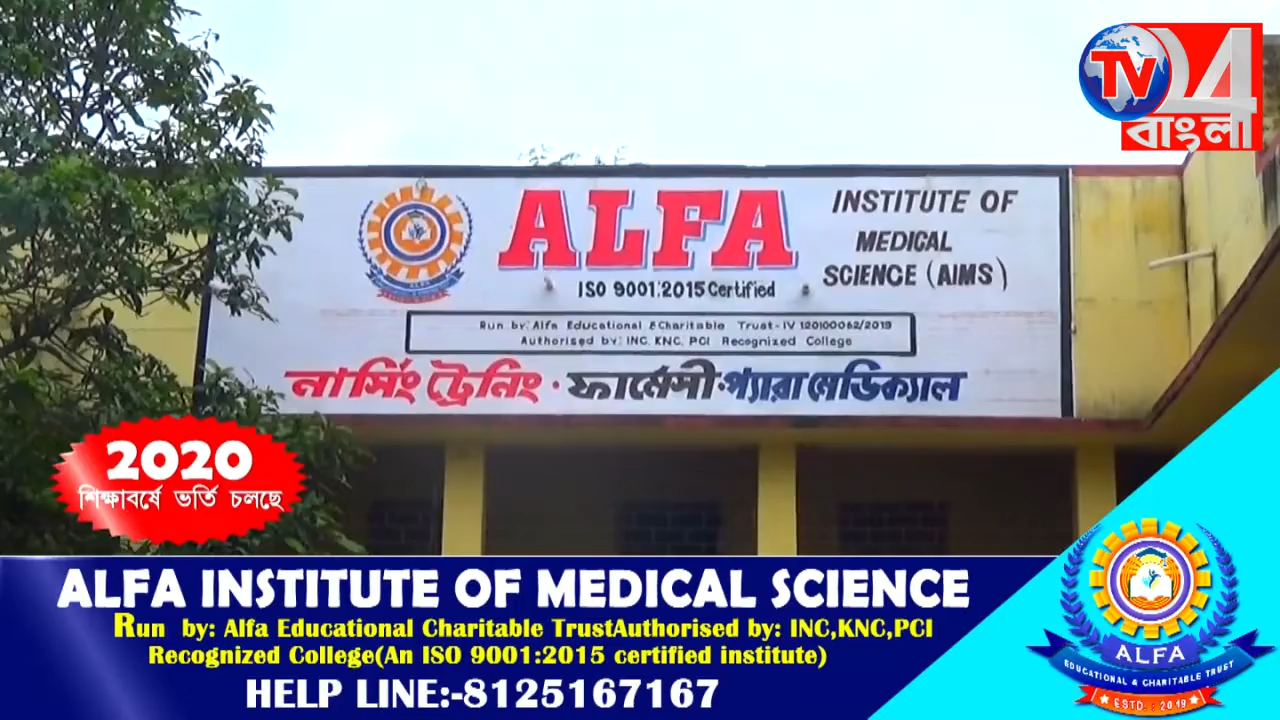 TV 24
বাংলা
ALFA
INSTITUTE OF
MEDICAL
SCIENCE (AIMS)
ISO 9001:2015 Certified
Run by: Alfa Educational & Charitable Trust-IV 120100062/2019
Authorised by: INC, KNC, PCI Recognized College
নার্সিং ট্রেনিং · ফার্মেসী · প্যারামেডিক্যাল
2020
শিক্ষাবর্ষে ভর্তি চলছে
ALFA INSTITUTE OF MEDICAL SCIENCE
Run by: Alfa Educational Charitable TrustAuthorised by: INC,KNC,PCI
Recognized College(An ISO 9001:2015 certified institute)
HELP LINE:-8125167167
ALFA
EDUCATIONAL & CHARITABLE TRUST
ESTD: 2019